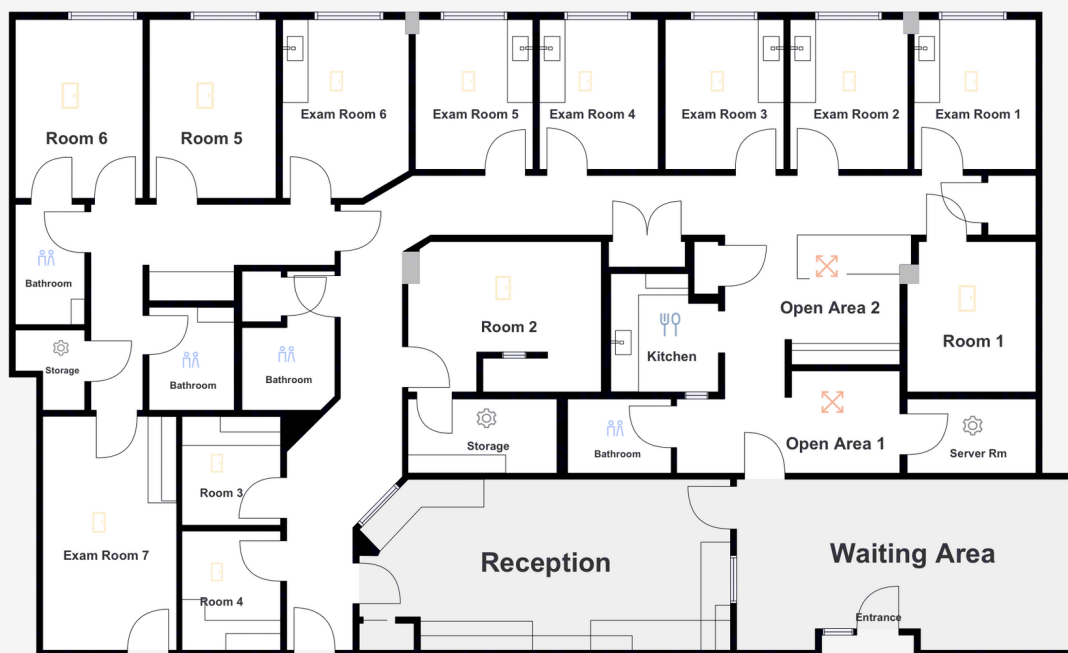 Exam Room 6
Exam Room 5
Exam Room 4
Exam Room 3
Exam Room 2
Exam Room 1
Room 6
Room 5
Bathroom
Open Area 2
Room 2
Room 1
Kitchen
Storage
Bathroom
Bathroom
Open Area 1
Storage
Bathroom
Server Rm
Room 3
Exam Room 7
Reception
Waiting Area
Room 4
Entrance